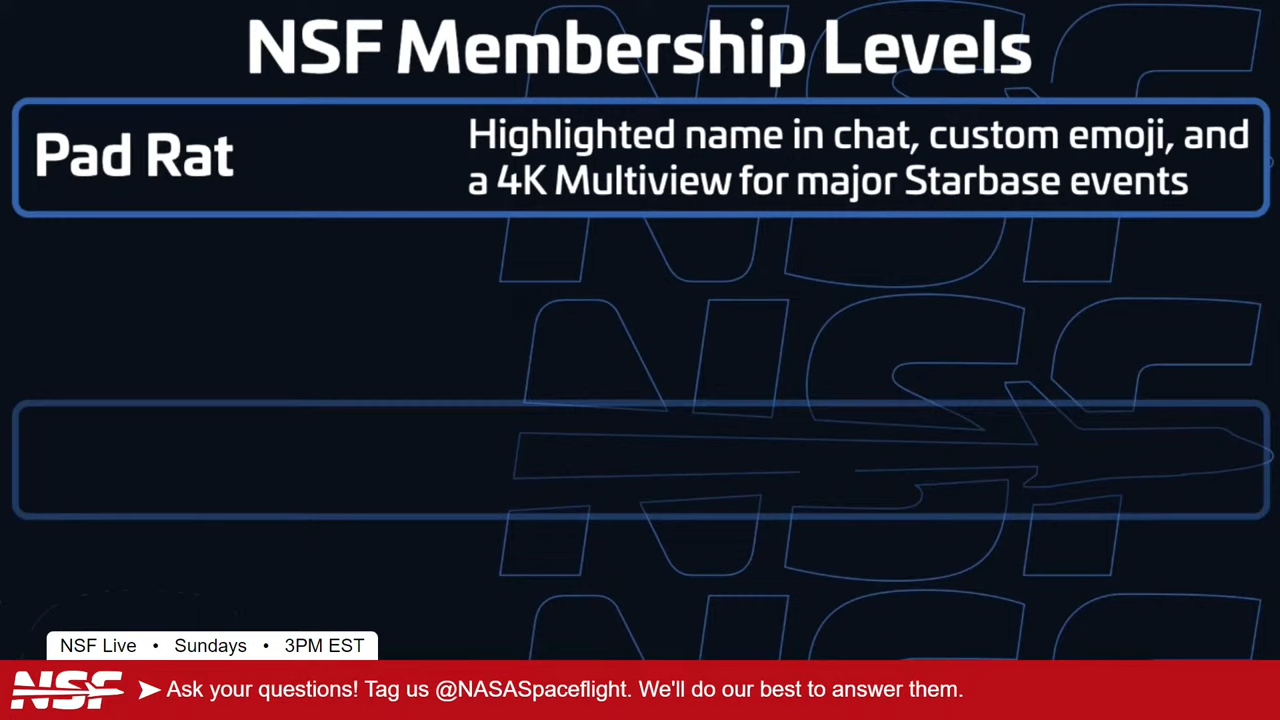 NSF Membership Levels
Pad Rat
Highlighted name in chat, custom emoji, and
a 4K Multiview for major Starbase events
NSF
NSF
NSF Live • Sundays • 3PM EST
NSF
➤ Ask your questions! Tag us @NASASpaceflight. We'll do our best to answer them.